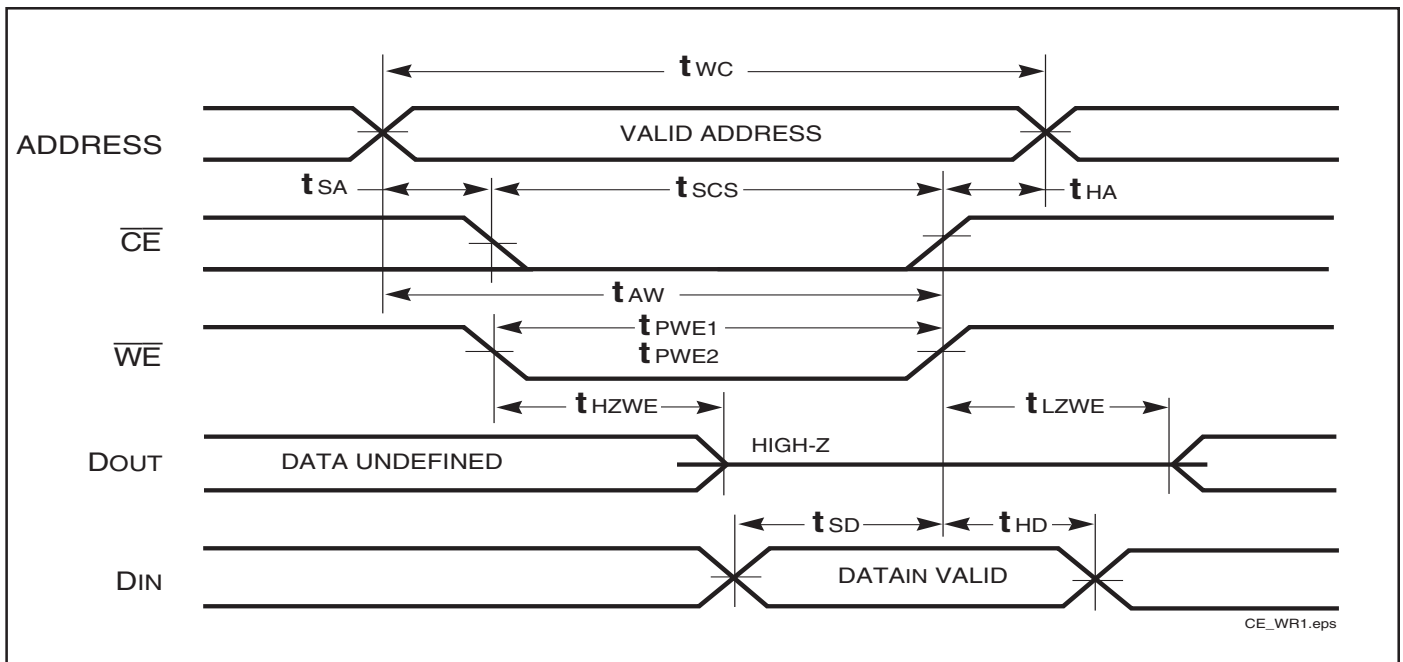 tWC
ADDRESS
VALID ADDRESS
tSA
tSCS
tHA
CE
tAW
tPWE1
WE
tPWE2
tHZWE
tLZWE
HIGH-Z
DOUT
DATA UNDEFINED
tSD
tHD
DIN
DATAIN VALID
CE_WR1.eps